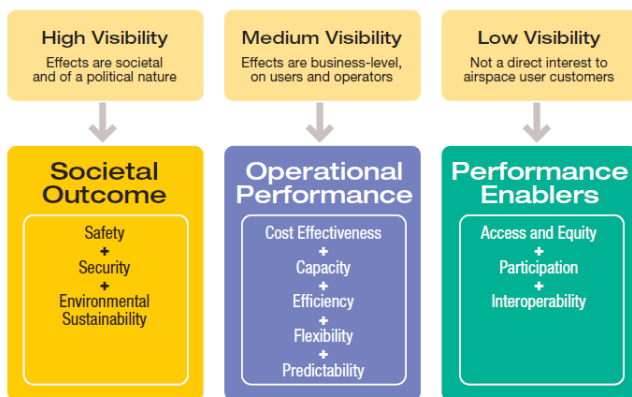 High Visibility
Effects are societal
and of a political nature
Medium Visibility
Effects are business-level,
on users and operators
Low Visibility
Not a direct interest to
airspace user customers
Societal
Outcome
Safety
+
Security
+
Environmental
Sustainability
Operational
Performance
Cost Effectiveness
+
Capacity
+
Efficiency
+
Flexibility
+
Predictability
Performance
Enablers
Access and Equity
+
Participation
+
Interoperability